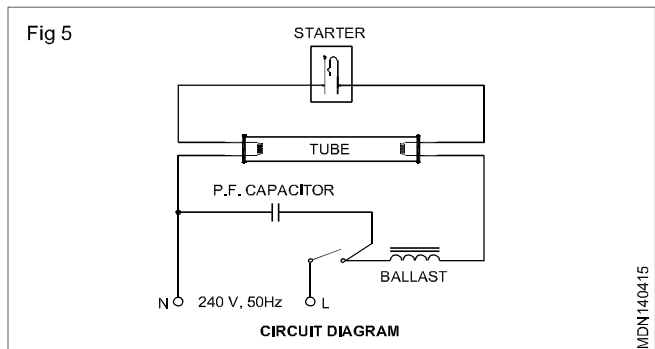 Fig 5
STARTER
TUBE
P.F. CAPACITOR
BALLAST
N 240 V, 50Hz L
CIRCUIT DIAGRAM
MDN140415